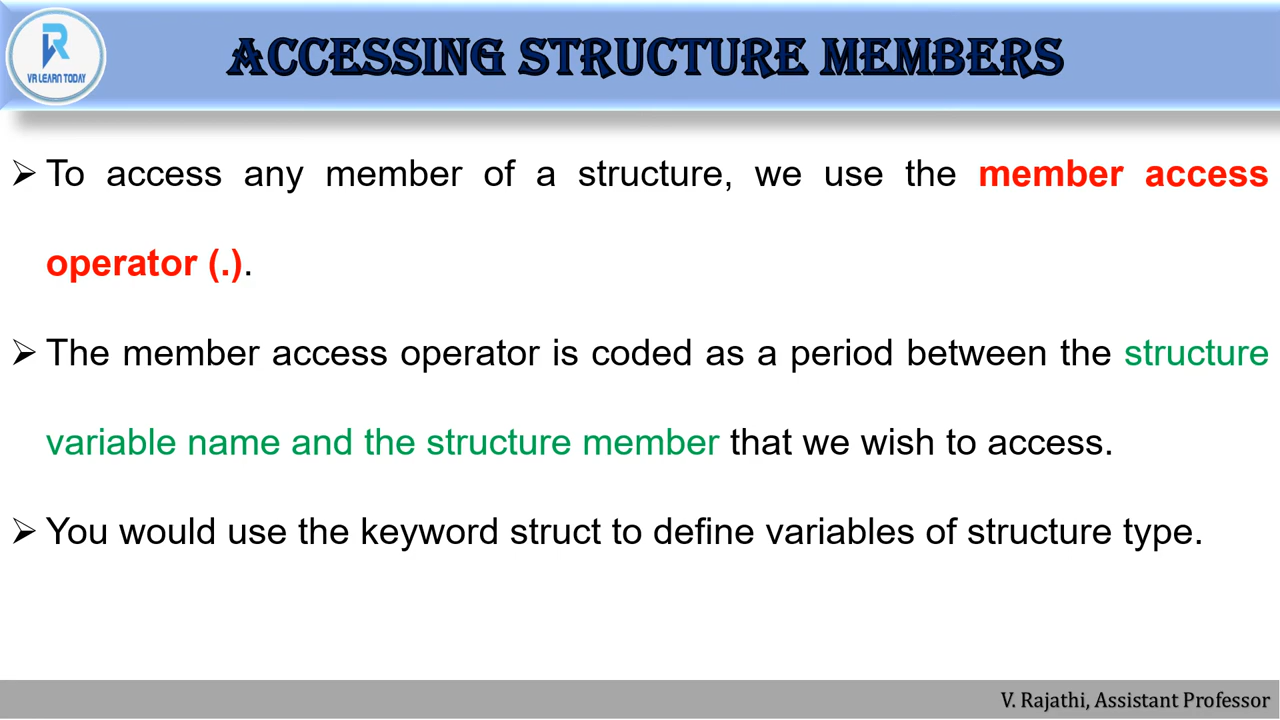 VR LEARN TODAY
ACCESSING STRUCTURE MEMBERS
➢ To access any member of a structure, we use the member access
operator (.).
➢ The member access operator is coded as a period between the structure
variable name and the structure member that we wish to access.
➢ You would use the keyword struct to define variables of structure type.
V. Rajathi, Assistant Professor